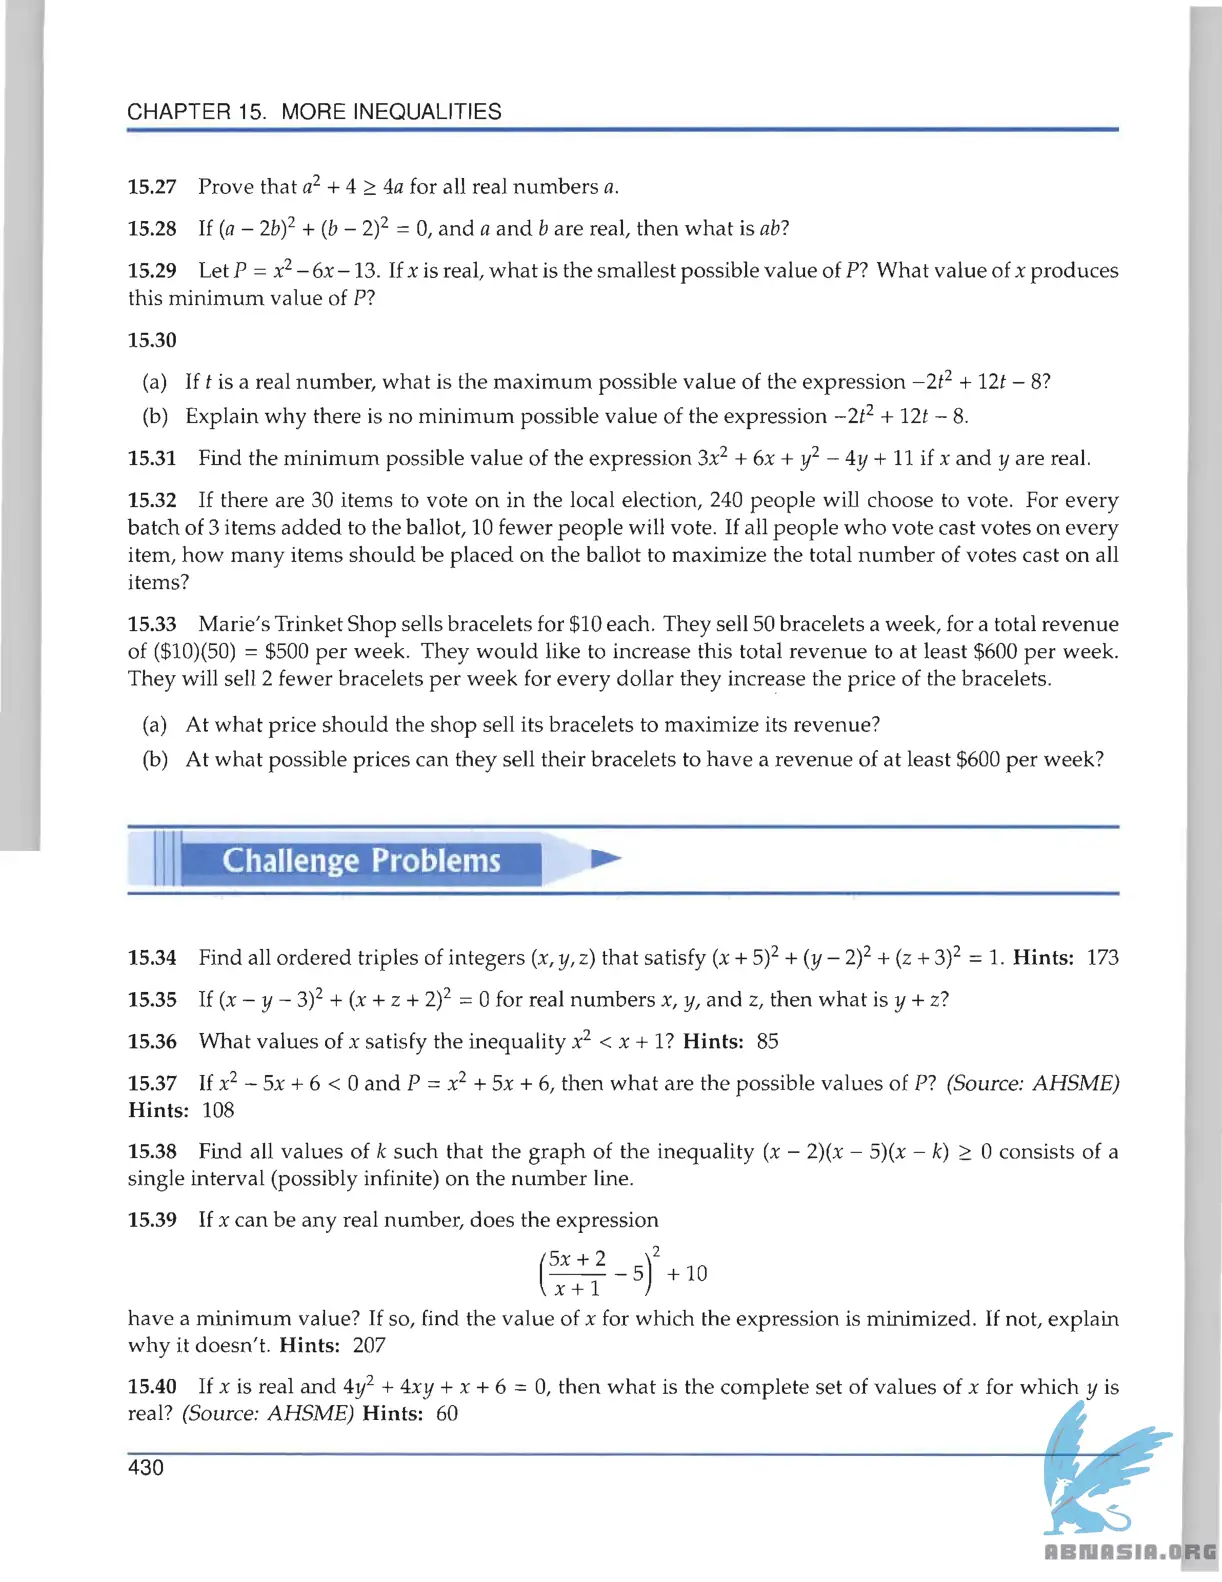 CHAPTER 15. MORE INEQUALITIES
15.27 Prove that a² + 4 ≥ 4a for all real numbers a.
15.28 If (a − 2b)² + (b − 2)² = 0, and a and b are real, then what is ab?
15.29 Let P = x² − 6x − 13. If x is real, what is the smallest possible value of P? What value of x produces
this minimum value of P?
15.30
(a) If t is a real number, what is the maximum possible value of the expression −2t² + 12t − 8?
(b) Explain why there is no minimum possible value of the expression −2t² + 12t − 8.
15.31 Find the minimum possible value of the expression 3x² + 6x + y² − 4y + 11 if x and y are real.
15.32 If there are 30 items to vote on in the local election, 240 people will choose to vote. For every
batch of 3 items added to the ballot, 10 fewer people will vote. If all people who vote cast votes on every
item, how many items should be placed on the ballot to maximize the total number of votes cast on all
items?
15.33 Marie's Trinket Shop sells bracelets for $10 each. They sell 50 bracelets a week, for a total revenue
of ($10)(50) = $500 per week. They would like to increase this total revenue to at least $600 per week.
They will sell 2 fewer bracelets per week for every dollar they increase the price of the bracelets.
(a) At what price should the shop sell its bracelets to maximize its revenue?
(b) At what possible prices can they sell their bracelets to have a revenue of at least $600 per week?
Challenge Problems
15.34 Find all ordered triples of integers (x, y, z) that satisfy (x + 5)² + (y − 2)² + (z + 3)² = 1. Hints: 173
15.35 If (x − y − 3)² + (x + z + 2)² = 0 for real numbers x, y, and z, then what is y + z?
15.36 What values of x satisfy the inequality x² < x + 1? Hints: 85
15.37 If x² − 5x + 6 < 0 and P = x² + 5x + 6, then what are the possible values of P? (Source: AHSME)
Hints: 108
15.38 Find all values of k such that the graph of the inequality (x − 2)(x − 5)(x − k) ≥ 0 consists of a
single interval (possibly infinite) on the number line.
15.39 If x can be any real number, does the expression
((5x + 2)/(x + 1) − 5)² + 10
have a minimum value? If so, find the value of x for which the expression is minimized. If not, explain
why it doesn't. Hints: 207
15.40 If x is real and 4y² + 4xy + x + 6 = 0, then what is the complete set of values of x for which y is
real? (Source: AHSME) Hints: 60
430
ABNASIA.ORG